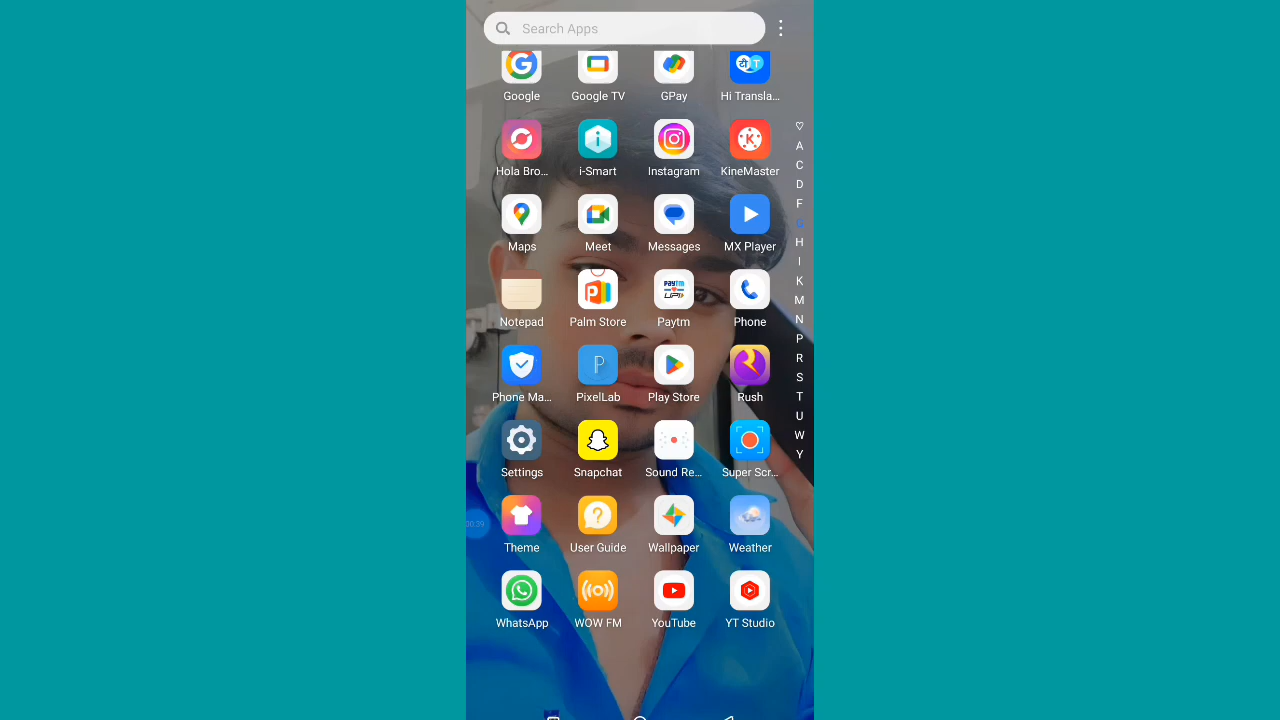 Search Apps
Google Google TV GPay Hi Transla...
Hola Bro... i-Smart Instagram KineMaster
Maps Meet Messages MX Player
Notepad Palm Store Paytm Phone
Phone Ma... PixelLab Play Store Rush
Settings Snapchat Sound Re... Super Scr...
Theme User Guide Wallpaper Weather
WhatsApp WOW FM YouTube YT Studio
A
C
D
F
G
H
I
K
M
N
P
R
S
T
U
W
Y
00:39